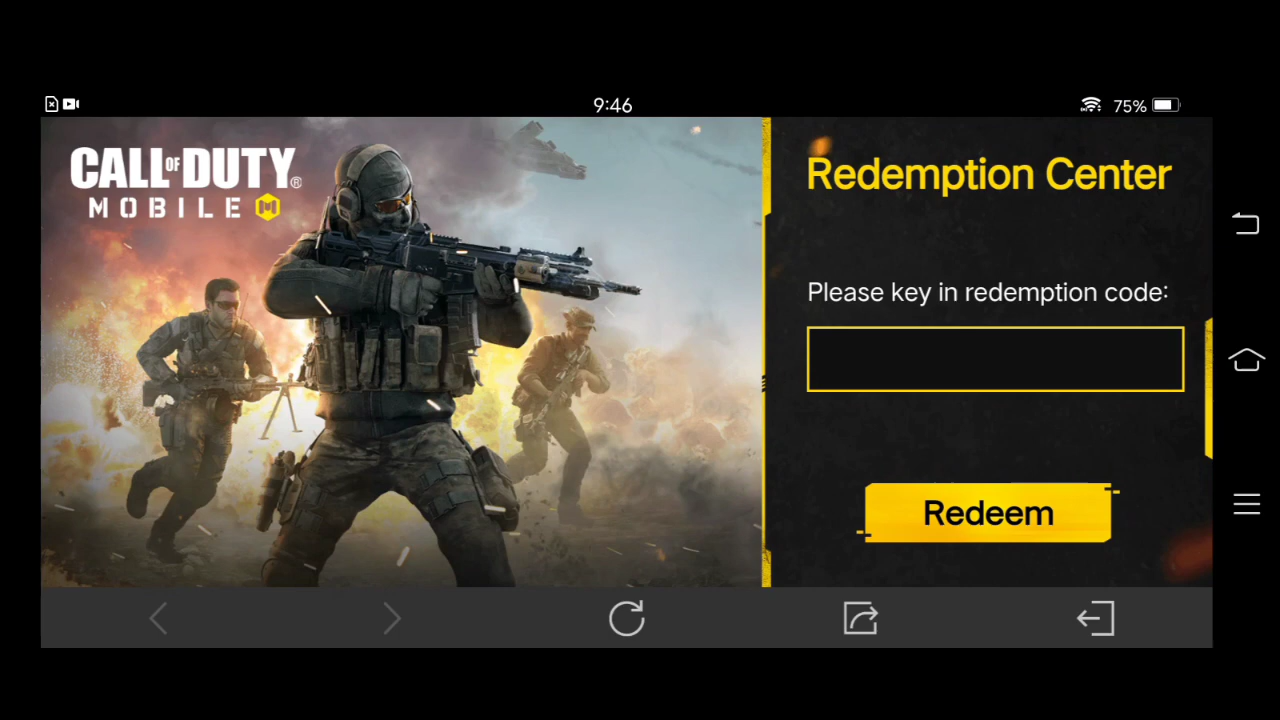 9:46
75%
CALL OF DUTY®
MOBILE
Redemption Center
Please key in redemption code:
Redeem